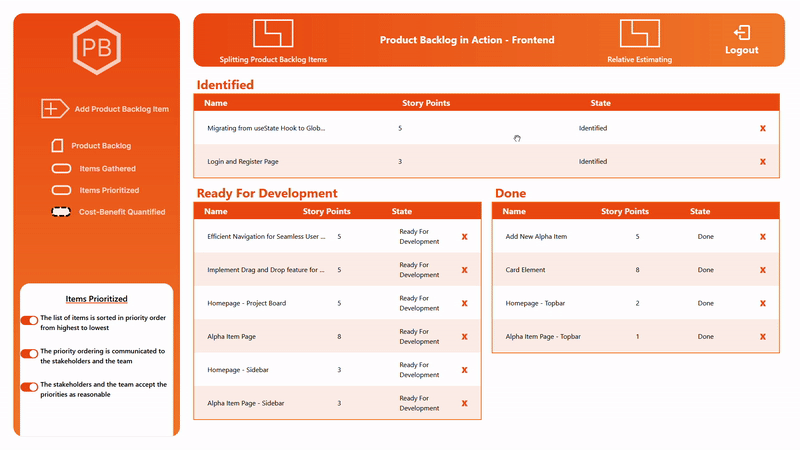 PB
Add Product Backlog Item
Product Backlog
Items Gathered
Items Prioritized
Cost-Benefit Quantified
Items Prioritized
The list of items is sorted in priority order
from highest to lowest
The priority ordering is communicated to
the stakeholders and the team
The stakeholders and the team accept the
priorities as reasonable
Splitting Product Backlog Items
Product Backlog in Action - Frontend
Relative Estimating
Logout
Identified
Name Story Points State
Migrating from useState Hook to Glob... 5 Identified X
Login and Register Page 3 Identified X
Ready For Development
Name Story Points State
Efficient Navigation for Seamless User ... 5 Ready For
Development X
Implement Drag and Drop feature for ... 5 Ready For
Development X
Homepage - Project Board 5 Ready For
Development X
Alpha Item Page 8 Ready For
Development X
Homepage - Sidebar 3 Ready For
Development X
Alpha Item Page - Sidebar 3 Ready For
Development X
Done
Name Story Points State
Add New Alpha Item 5 Done X
Card Element 8 Done X
Homepage - Topbar 2 Done X
Alpha Item Page - Topbar 1 Done X